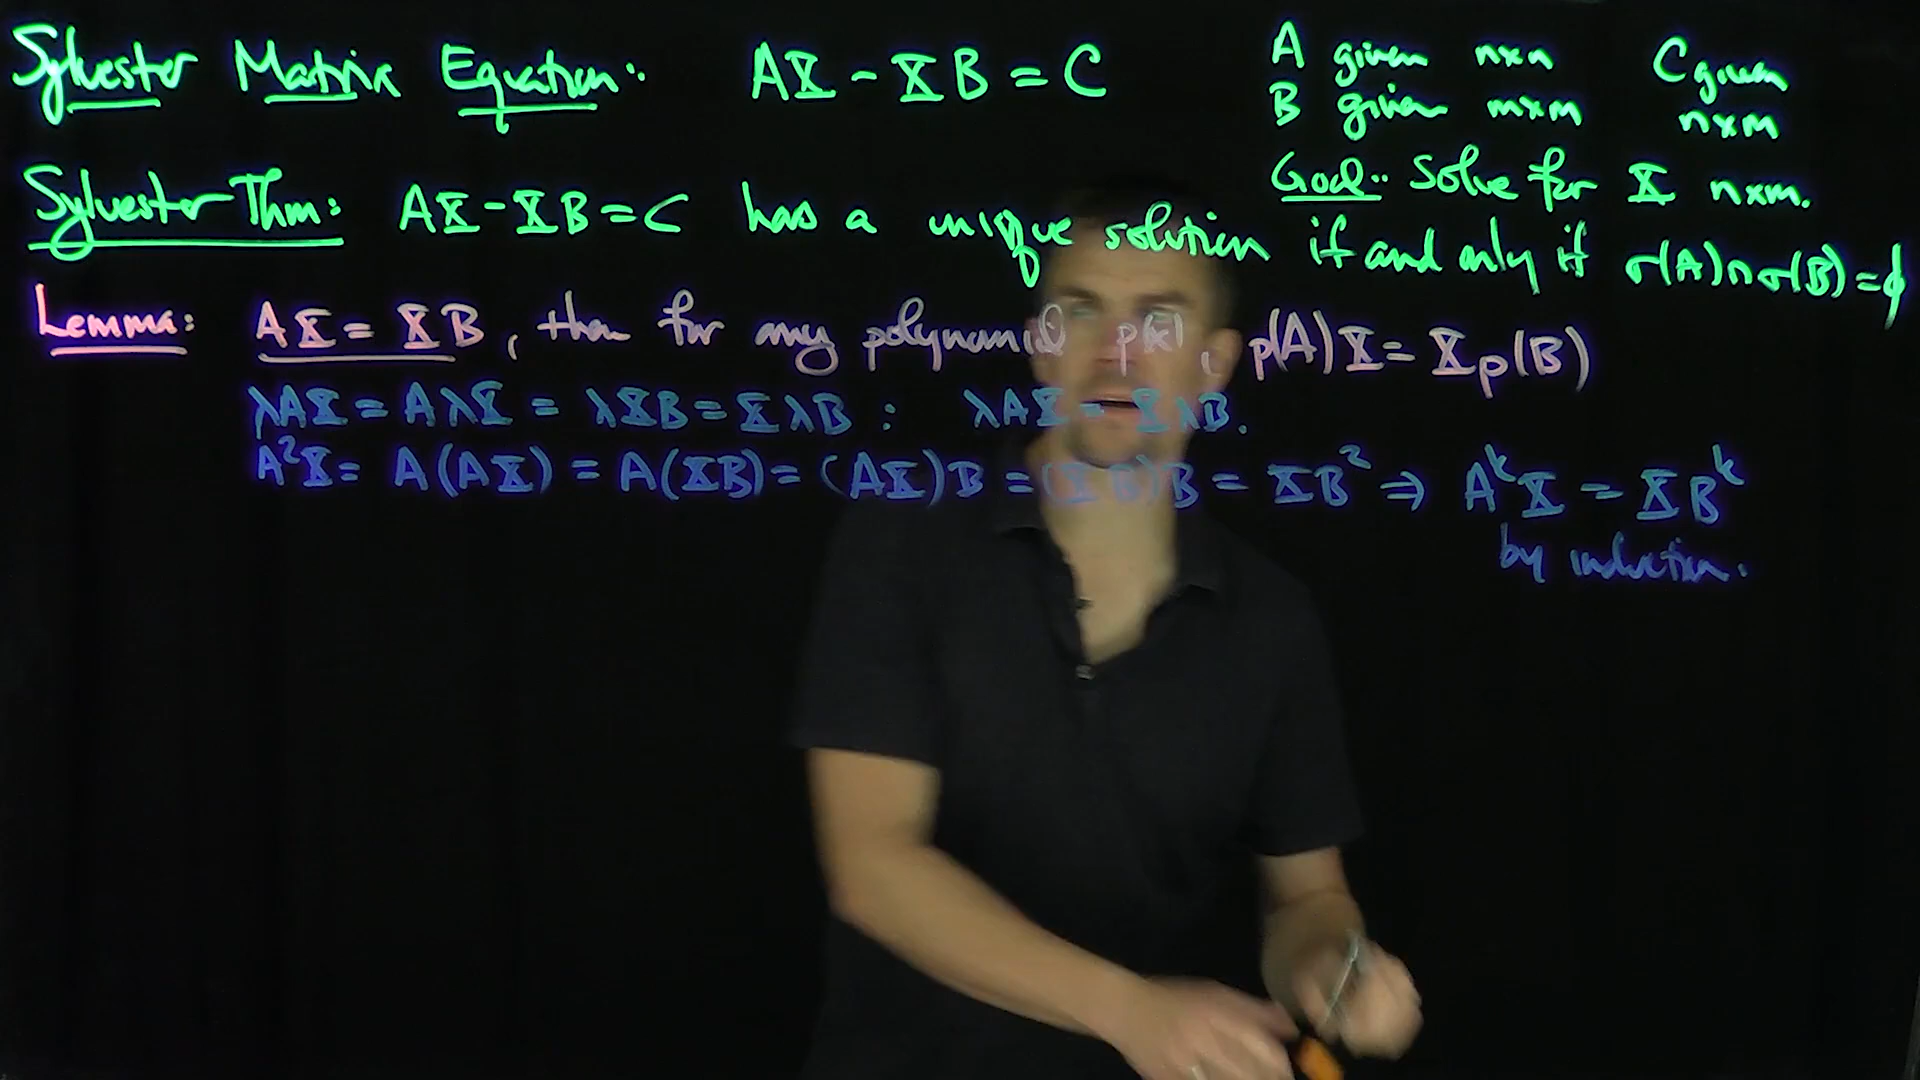 Sylvester Matrix Equation: AX - XB = C
A given n×n
B given m×m
C given
n×m
Goal: Solve for X n×m.
Sylvester Thm: AX - XB = C has a unique solution if and only if σ(A)∩σ(B) = ϕ
Lemma: AX = XB, then for any polynomial p(x), p(A)X = Xp(B)
λAX = AλX = λXB = XλB : λAX = XλB.
A²X = A(AX) = A(XB) = (AX)B = (XB)B = XB² ⇒ AᵏX = XBᵏ
by induction.